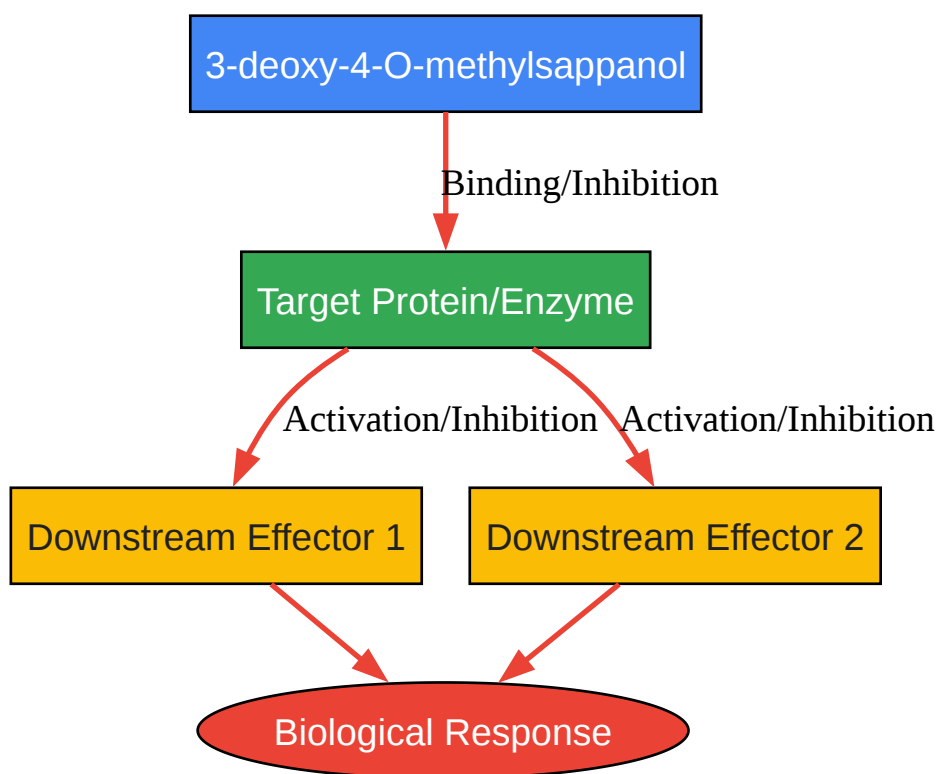 3-deoxy-4-O-methylsappanol
Binding/Inhibition
Target Protein/Enzyme
Activation/Inhibition
Activation/Inhibition
Downstream Effector 1
Downstream Effector 2
Biological Response